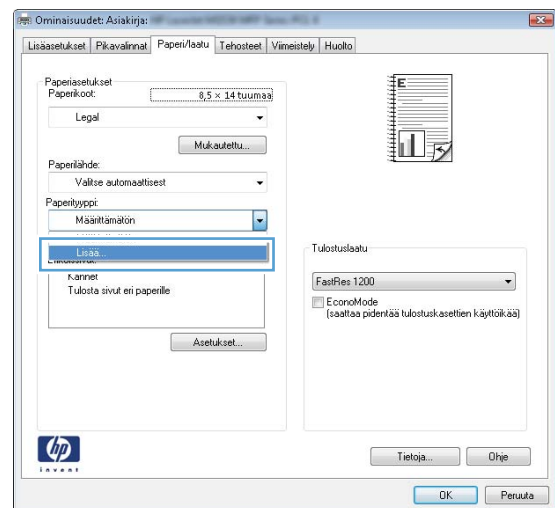 Ominaisuudet: Asiakirja:
Lisäasetukset Pikavalinnat Paperi/laatu Tehosteet Viimeistely Huolto
Paperiasetukset
Paperikoot: 8,5 × 14 tuumaa
Legal
Mukautettu...
Paperilähde:
Valitse automaattisest
Paperityyppi:
Määrittämätön
Lisää...
Kannet
Tulosta sivut eri paperille
Asetukset...
E
Tulostuslaatu
FastRes 1200
EconoMode
(saattaa pidentää tulostuskasettien käyttöikää)
hp
invent
Tietoja... Ohje
OK Peruuta